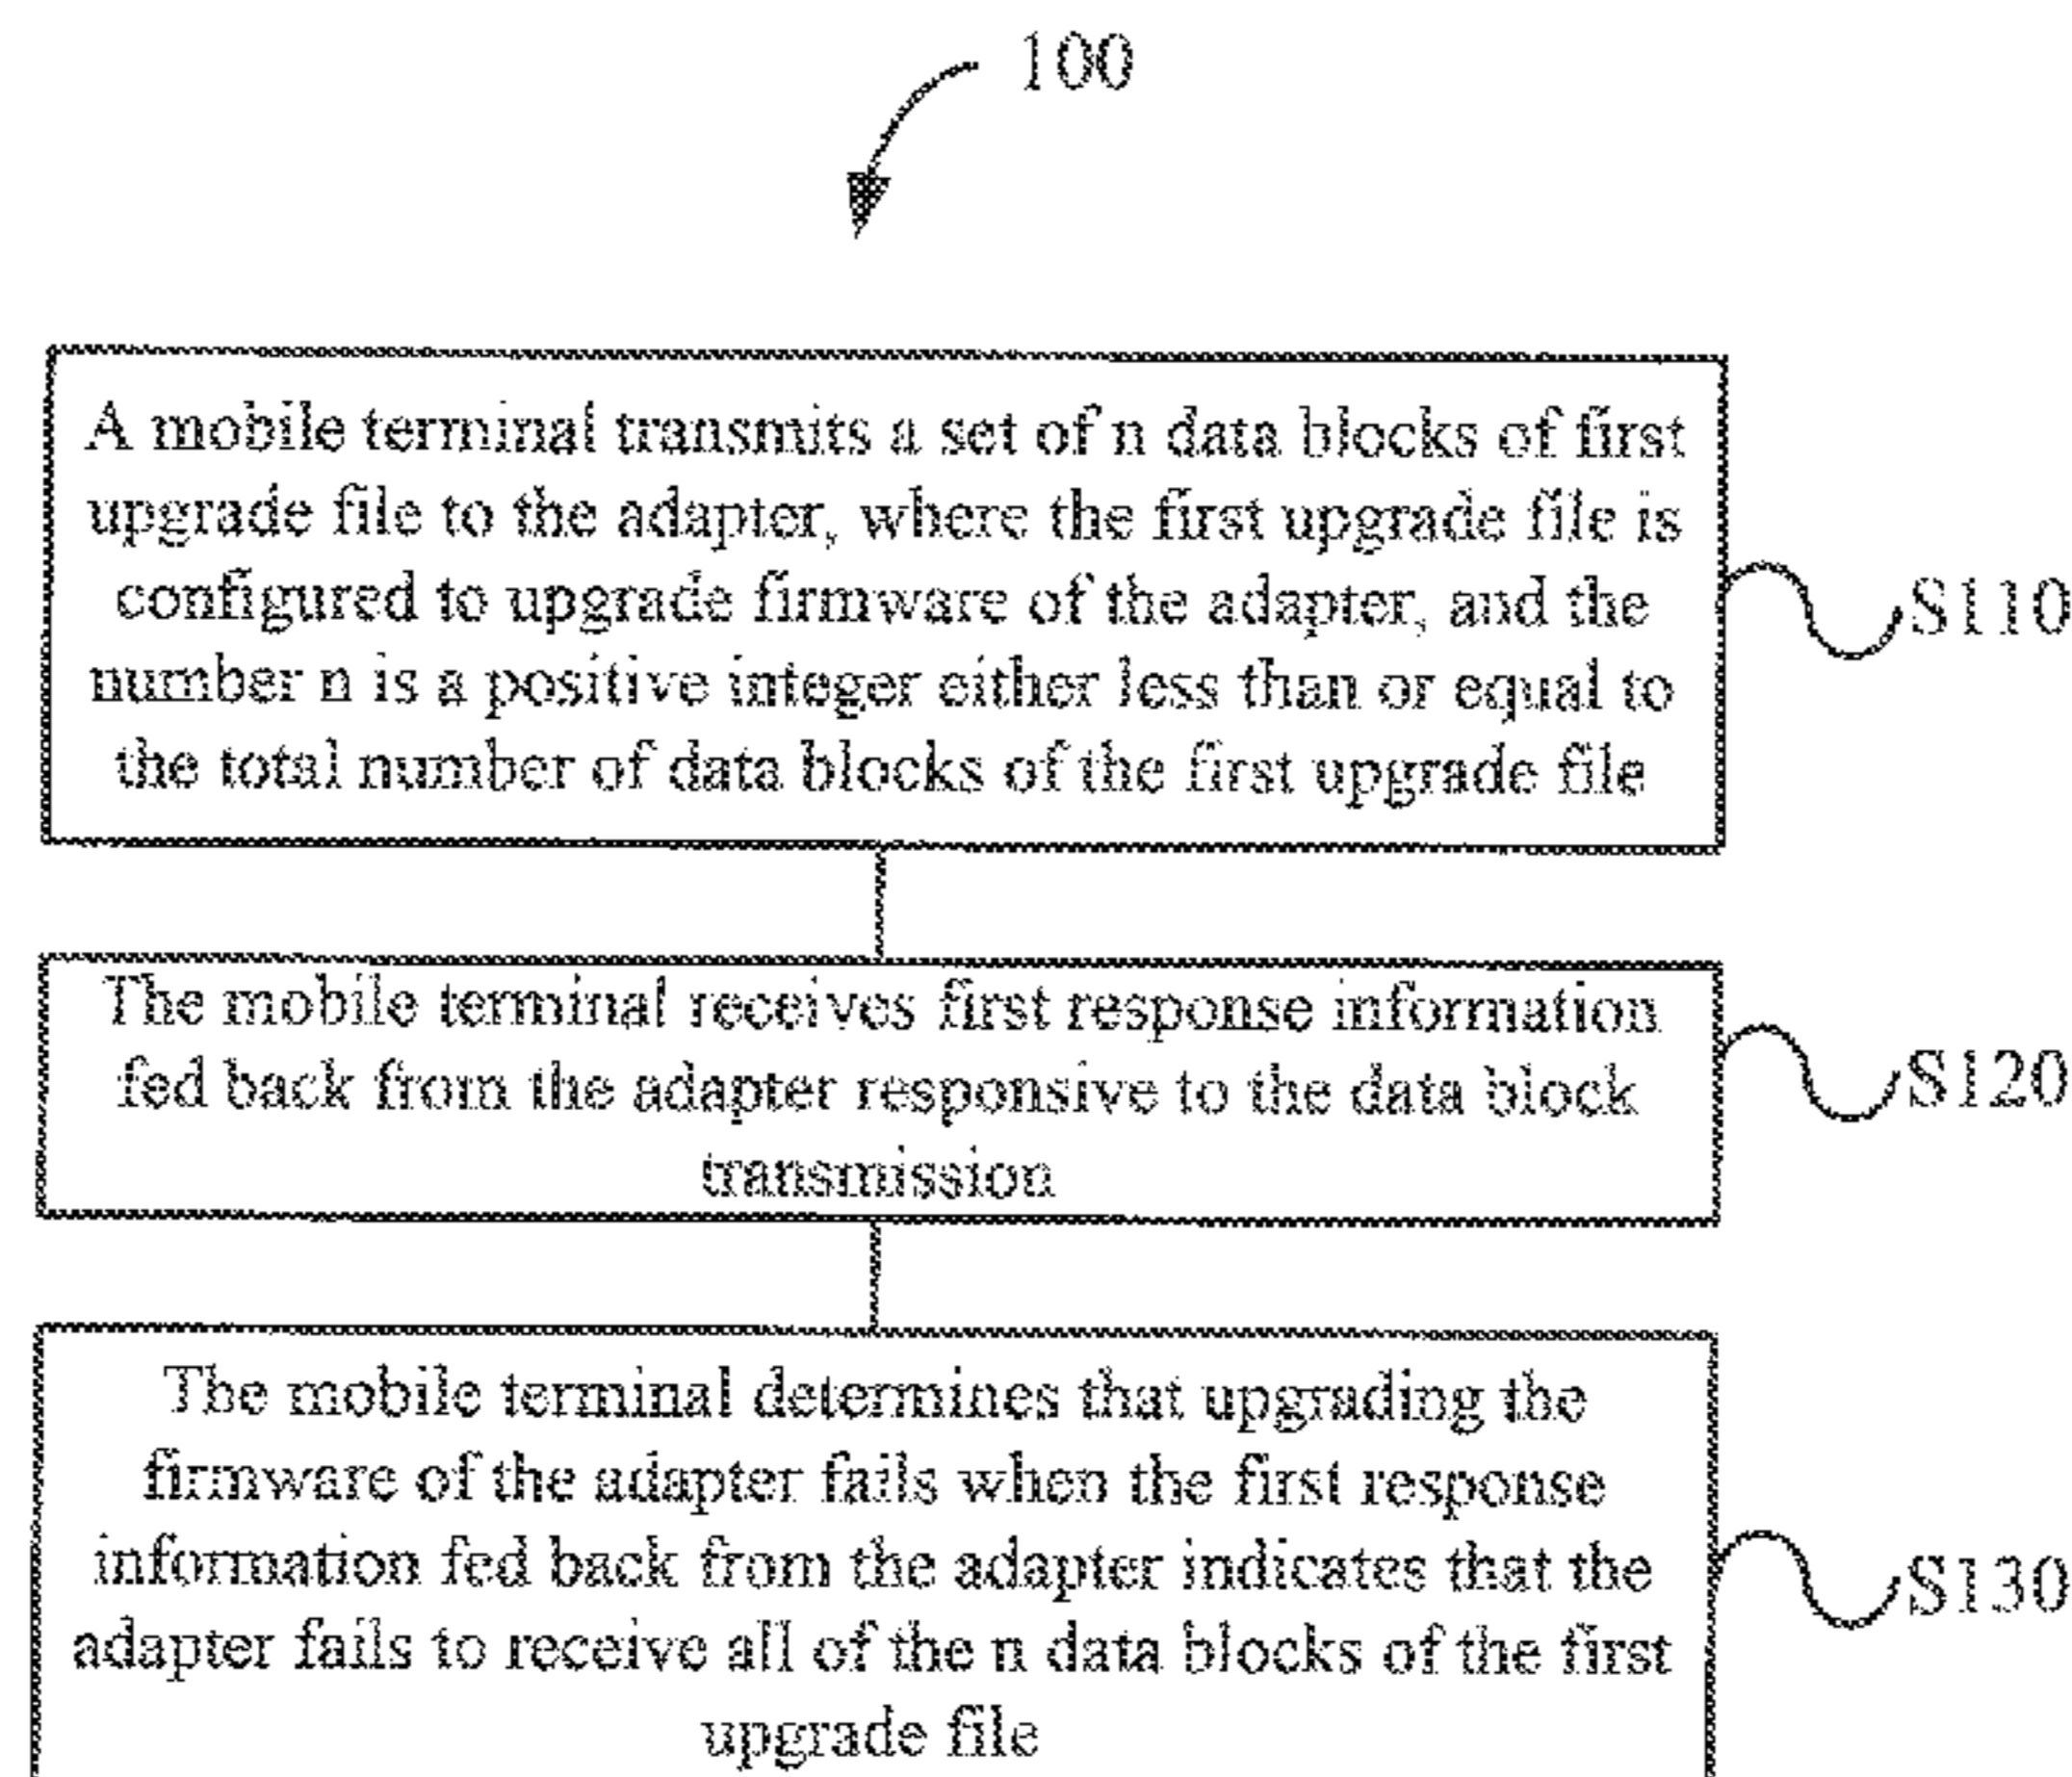 100
A mobile terminal transmits a set of n data blocks of first
upgrade file to the adapter, where the first upgrade file is
configured to upgrade firmware of the adapter, and the
number n is a positive integer either less than or equal to
the total number of data blocks of the first upgrade file
S110
The mobile terminal receives first response information
fed back from the adapter responsive to the data block
transmission
S120
The mobile terminal determines that upgrading the
firmware of the adapter fails when the first response
information fed back from the adapter indicates that the
adapter fails to receive all of the n data blocks of the first
upgrade file
S130